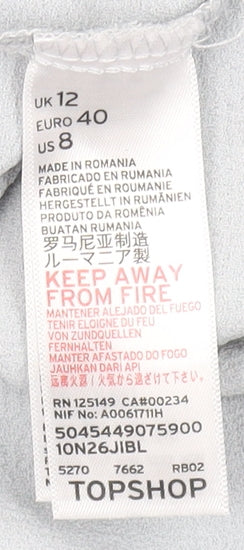 UK 12
EURO 40
US 8
MADE IN ROMANIA
FABRICADO EN RUMANIA
FABRIQUÉ EN ROUMANIE
HERGESTELLT IN RUMÄNIEN
PRODUTO DA ROMÊNIA
BUATAN RUMANIA
罗马尼亚制造
ルーマニア製
KEEP AWAY
FROM FIRE
MANTENER ALEJADO DEL FUEGO
TENIR ELOIGNE DU FEU
VON ZUNDQUELLEN
FERNHALTEN
MANTER AFASTADO DO FOGO
JAUHKAN DARI API
远离火源 / 火気から遠ざけて下さい。
RN 125149 CA#00234
NIF No: A0061711H
5045449075900
10N26JIBL
5270 7662 RB02
TOPSHOP